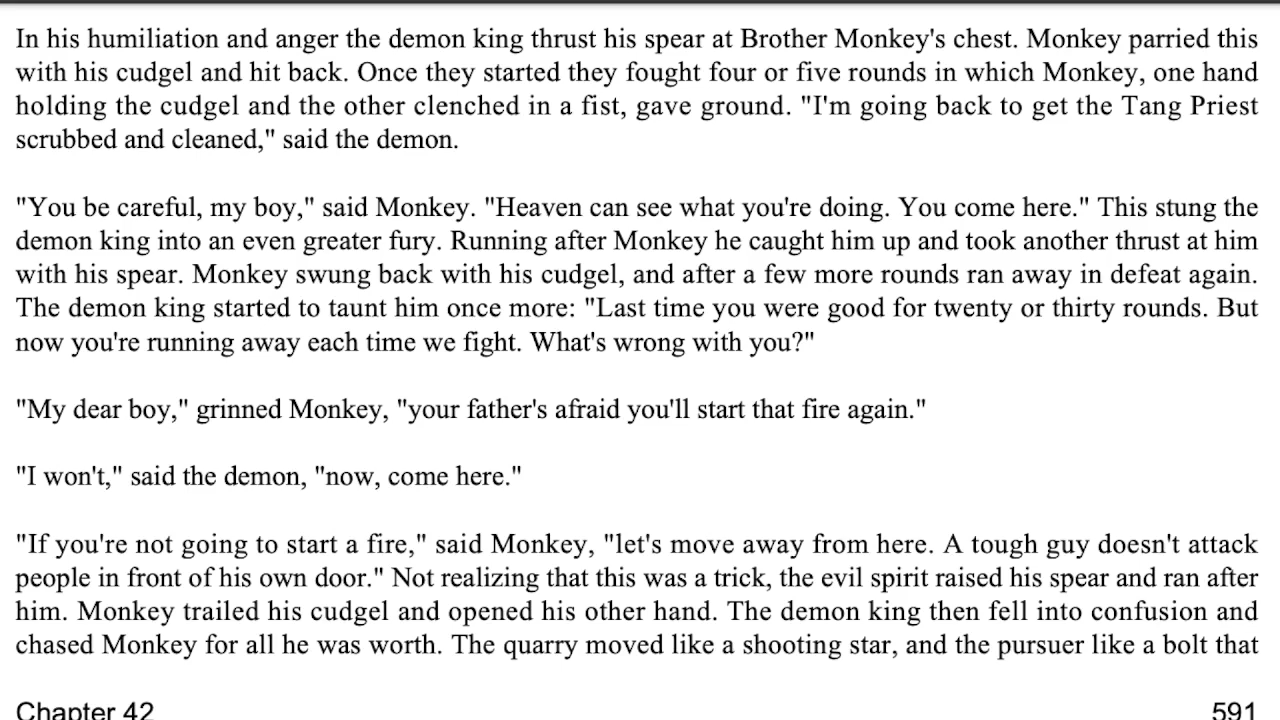 In his humiliation and anger the demon king thrust his spear at Brother Monkey's chest. Monkey parried this
with his cudgel and hit back. Once they started they fought four or five rounds in which Monkey, one hand
holding the cudgel and the other clenched in a fist, gave ground. "I'm going back to get the Tang Priest
scrubbed and cleaned," said the demon.
"You be careful, my boy," said Monkey. "Heaven can see what you're doing. You come here." This stung the
demon king into an even greater fury. Running after Monkey he caught him up and took another thrust at him
with his spear. Monkey swung back with his cudgel, and after a few more rounds ran away in defeat again.
The demon king started to taunt him once more: "Last time you were good for twenty or thirty rounds. But
now you're running away each time we fight. What's wrong with you?"
"My dear boy," grinned Monkey, "your father's afraid you'll start that fire again."
"I won't," said the demon, "now, come here."
"If you're not going to start a fire," said Monkey, "let's move away from here. A tough guy doesn't attack
people in front of his own door." Not realizing that this was a trick, the evil spirit raised his spear and ran after
him. Monkey trailed his cudgel and opened his other hand. The demon king then fell into confusion and
chased Monkey for all he was worth. The quarry moved like a shooting star, and the pursuer like a bolt that
Chapter 42 591